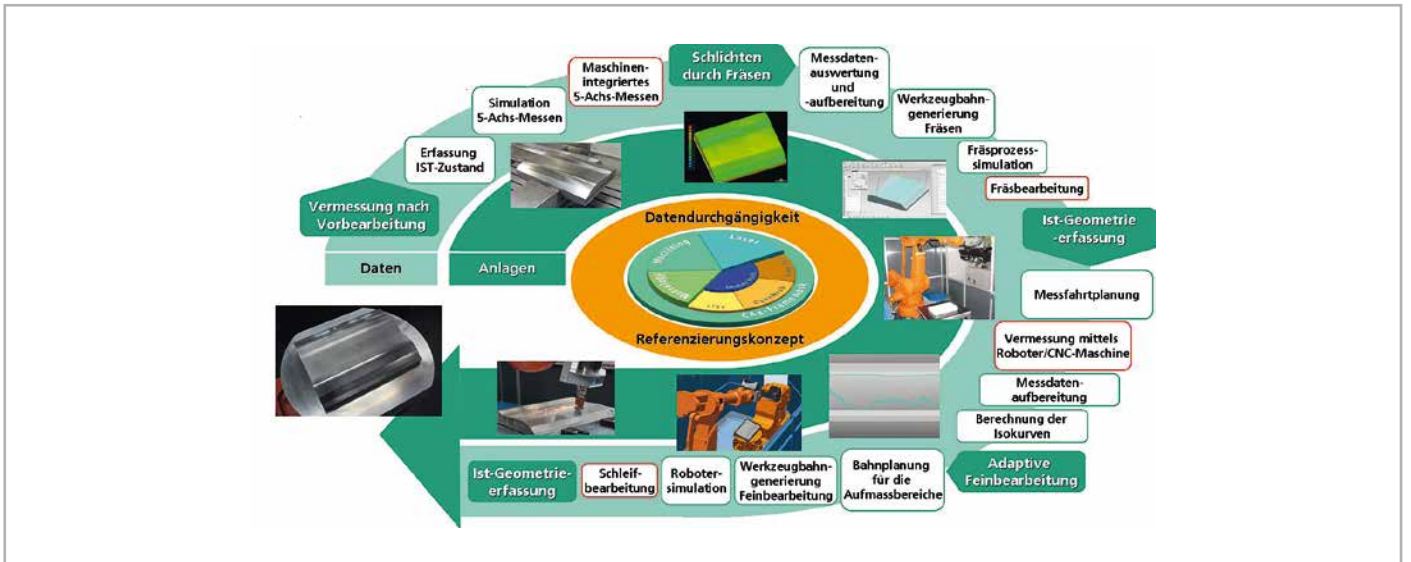 Vermessung nach
Vorbearbeitung
Erfassung
IST-Zustand
Simulation
5-Achs-Messen
Maschinen-
integriertes
5-Achs-Messen
Schlichten
durch Fräsen
Messdaten-
auswertung
und
-aufbereitung
Werkzeugbahn-
generierung
Fräsen
Fräsprozess-
simulation
Fräsbearbeitung
Ist-Geometrie
-erfassung
Messfahrtplanung
Vermessung mittels
Roboter/CNC-Maschine
Messdaten-
aufbereitung
Berechnung der
Isokurven
Adaptive
Feinbearbeitung
Bahnplanung
für die
Aufmassbereiche
Werkzeugbahn-
generierung
Feinbearbeitung
Roboter-
simulation
Schleif-
bearbeitung
Ist-Geometrie-
erfassung
Daten
Anlagen
Datendurchgängigkeit
Laser
CAx-Framework
Referenzierungskonzept